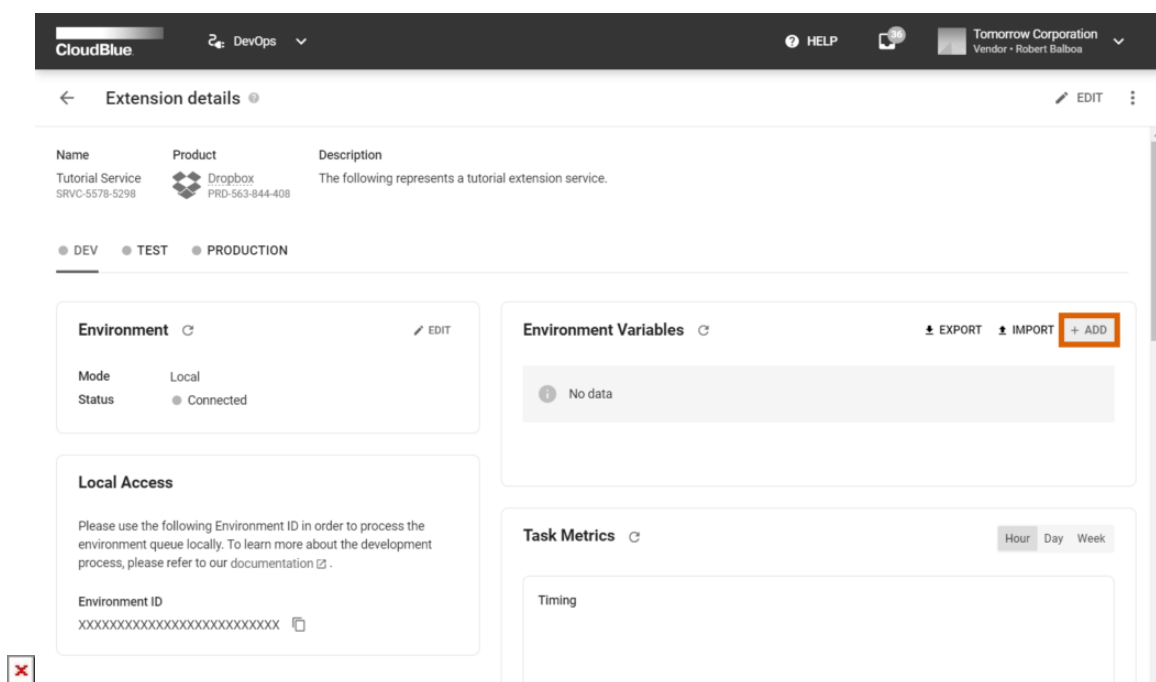 CloudBlue
DevOps
HELP
36
Tomorrow Corporation
Vendor • Robert Balboa
Extension details
EDIT
Name
Product
Description
Tutorial Service
SRVC-5578-5298
Dropbox
PRD-563-844-408
The following represents a tutorial extension service.
DEV
TEST
PRODUCTION
Environment
EDIT
Mode
Local
Status
Connected
Environment Variables
EXPORT
IMPORT
+ ADD
No data
Local Access
Please use the following Environment ID in order to process the
environment queue locally. To learn more about the development
process, please refer to our documentation .
Environment ID
XXXXXXXXXXXXXXXXXXXXXXXXXX
Task Metrics
Hour
Day
Week
Timing